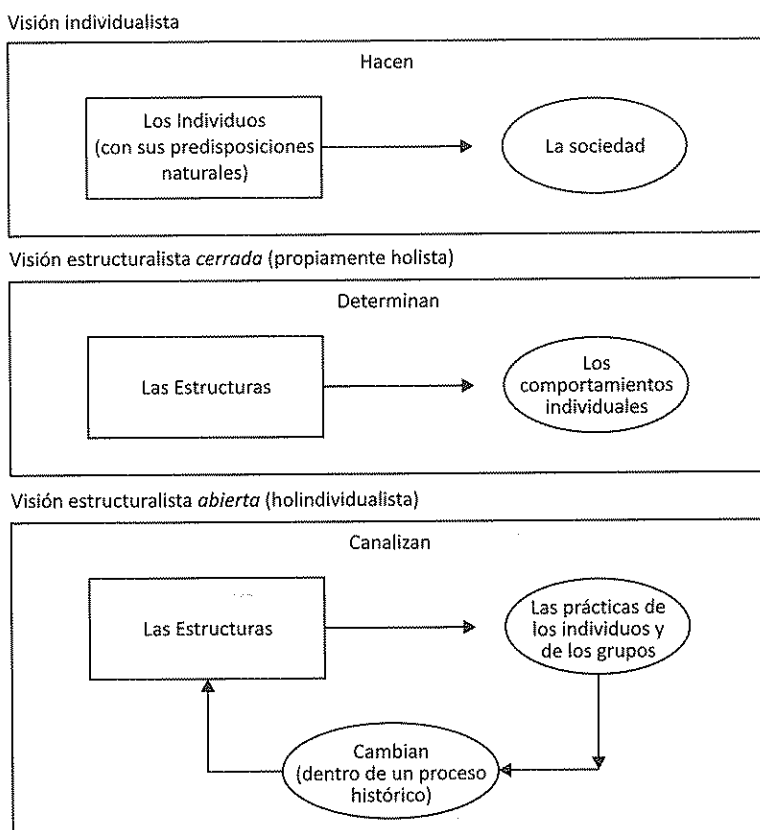 Visión individualista
Hacen
Los Individuos
(con sus predisposiciones
naturales)
La sociedad
Visión estructuralista cerrada (propiamente holista)
Determinan
Las Estructuras
Los
comportamientos
individuales
Visión estructuralista abierta (holindividualista)
Canalizan
Las Estructuras
Las prácticas de
los individuos y
de los grupos
Cambian
(dentro de un proceso
histórico)